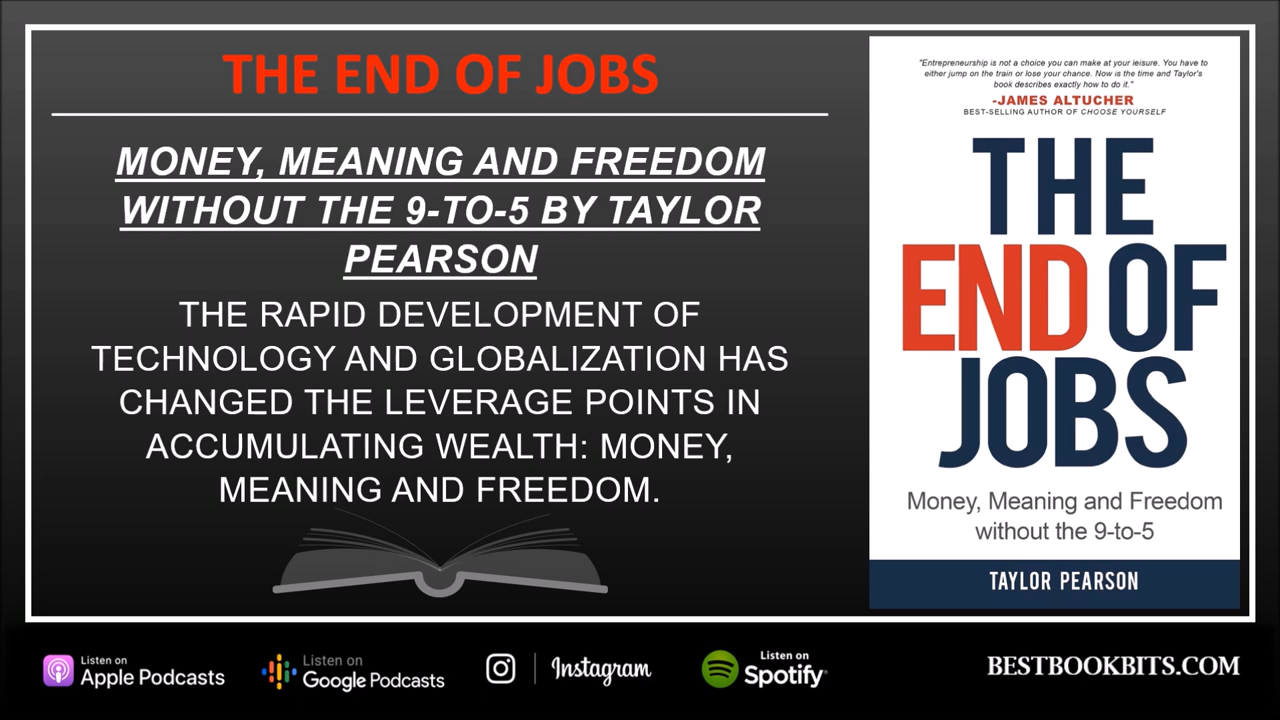 THE END OF JOBS
MONEY, MEANING AND FREEDOM
WITHOUT THE 9-TO-5 BY TAYLOR
PEARSON
THE RAPID DEVELOPMENT OF
TECHNOLOGY AND GLOBALIZATION HAS
CHANGED THE LEVERAGE POINTS IN
ACCUMULATING WEALTH: MONEY,
MEANING AND FREEDOM.
"Entrepreneurship is not a choice you can make at your leisure. You have to
either jump on the train or lose your chance. Now is the time and Taylor's
book describes exactly how to do it."
-JAMES ALTUCHER
BEST-SELLING AUTHOR OF CHOOSE YOURSELF
THE
END OF
JOBS
Money, Meaning and Freedom
without the 9-to-5
TAYLOR PEARSON
Listen on
Apple Podcasts
Listen on
Google Podcasts
Instagram
Listen on
Spotify
BESTBOOKBITS.COM